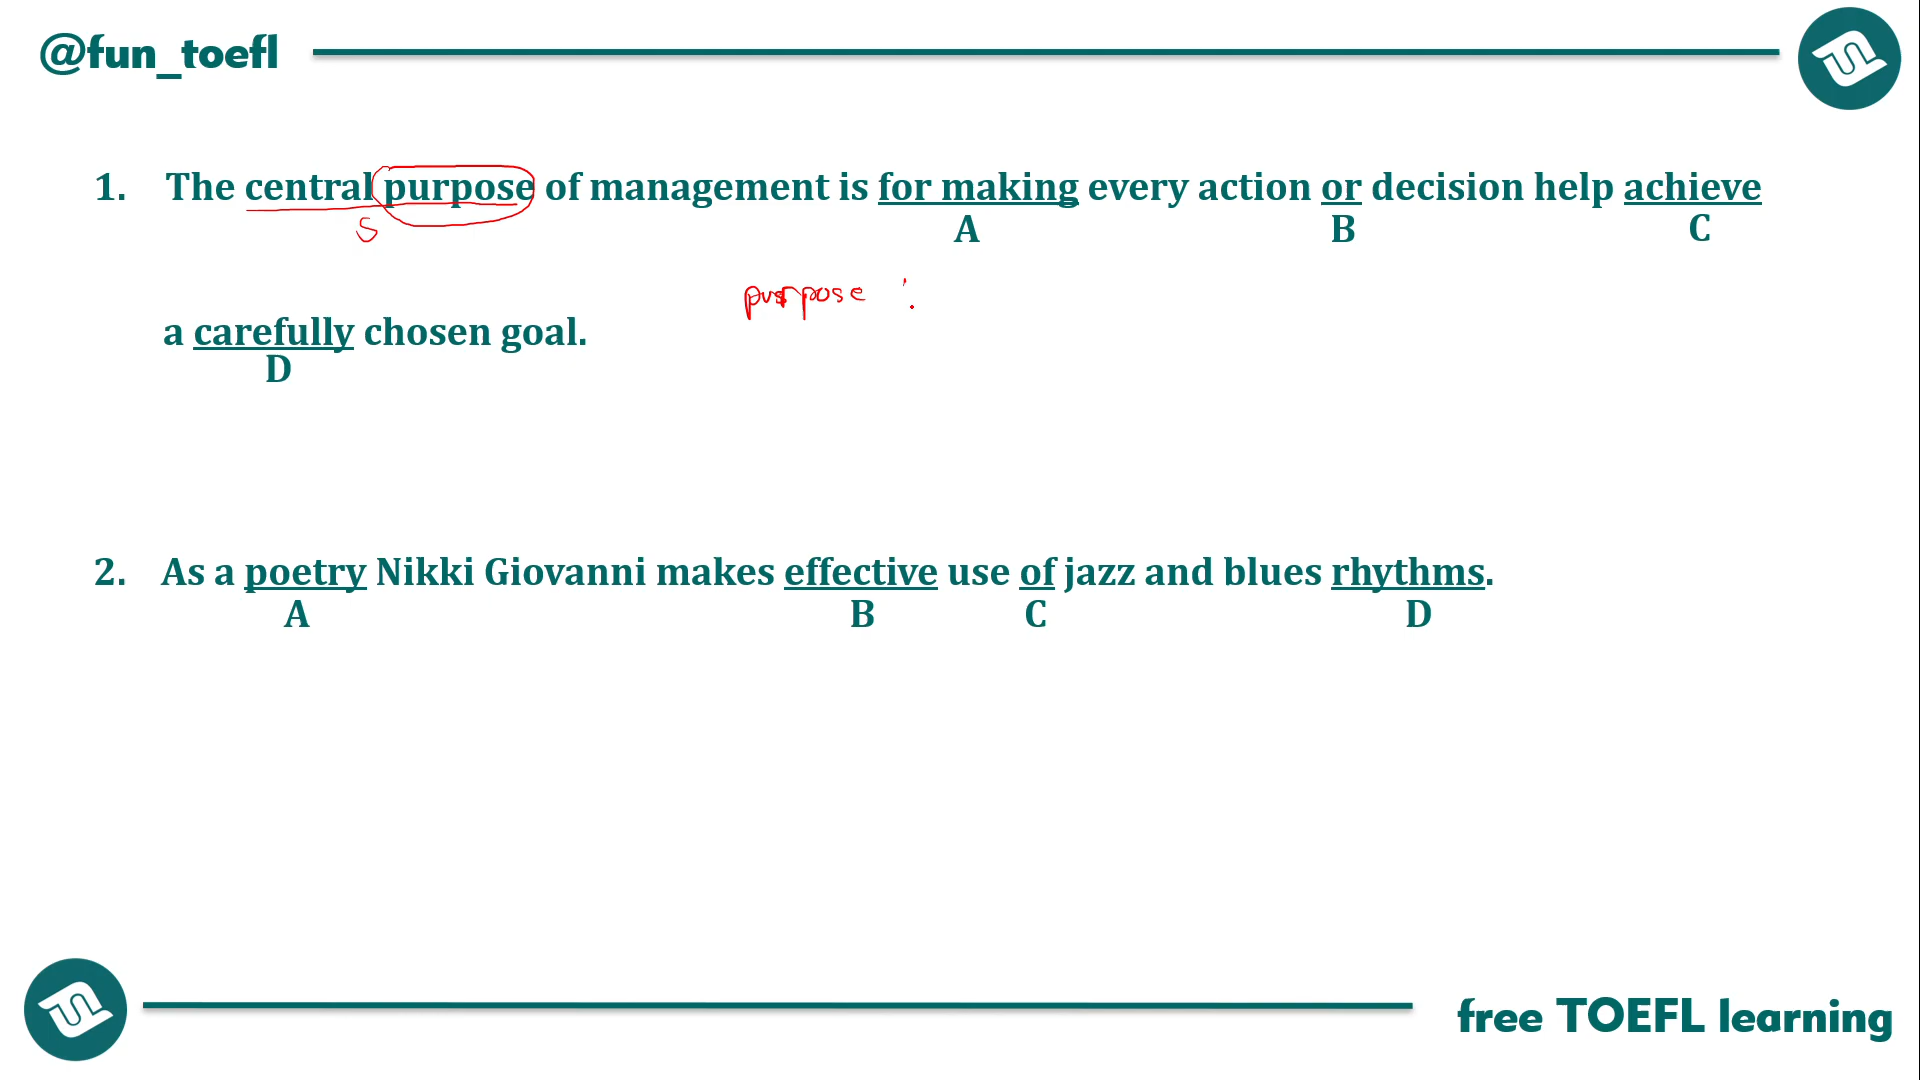 @fun_toefl
1. The central purpose of management is for making every action or decision help achieve
S
A B C
purpose :
a carefully chosen goal.
D
2. As a poetry Nikki Giovanni makes effective use of jazz and blues rhythms.
A B C D
free TOEFL learning